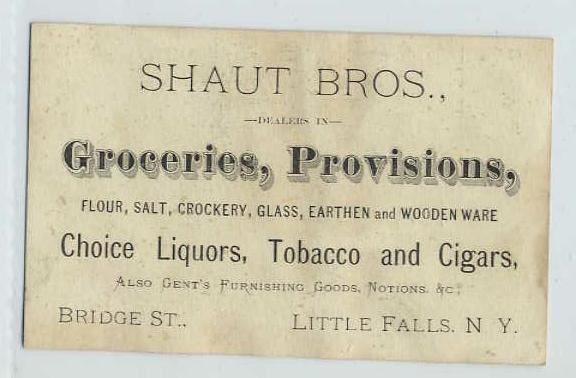 SHAUT BROS.,
—DEALERS IN—
Groceries, Provisions,
FLOUR, SALT, CROCKERY, GLASS, EARTHEN and WOODEN WARE
Choice Liquors, Tobacco and Cigars,
ALSO GENT'S FURNISHING GOODS, NOTIONS, &C,
BRIDGE ST., LITTLE FALLS. N Y.